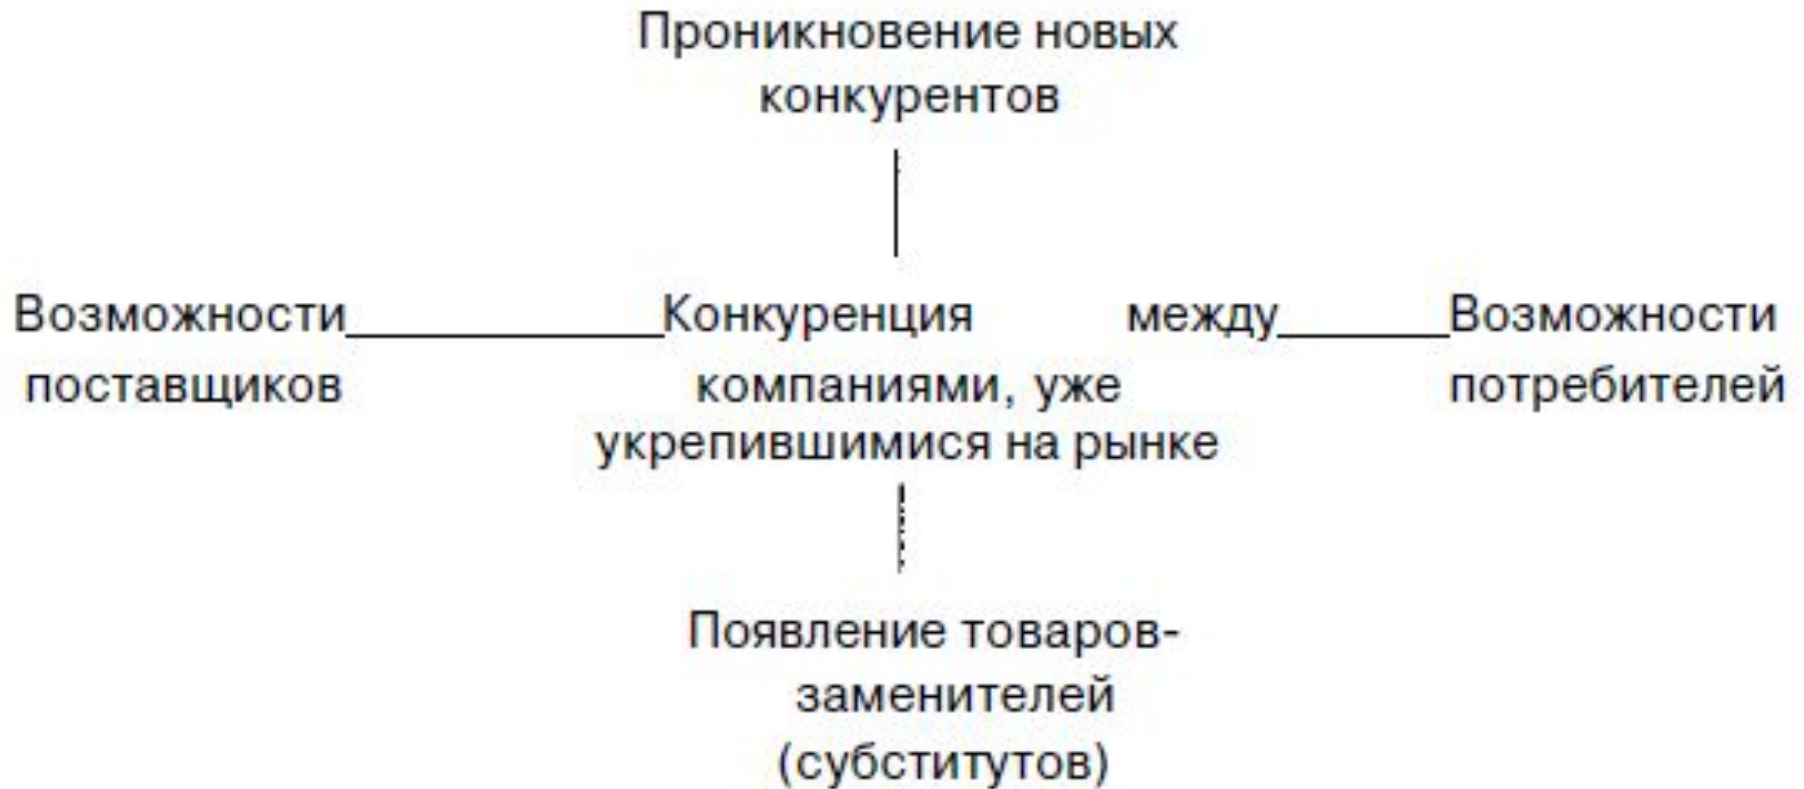 Проникновение новых
конкурентов
Возможности Конкуренция между Возможности
поставщиков компаниями, уже потребителей
укрепившимися на рынке
Появление товаров-
заменителей
(субститутов)